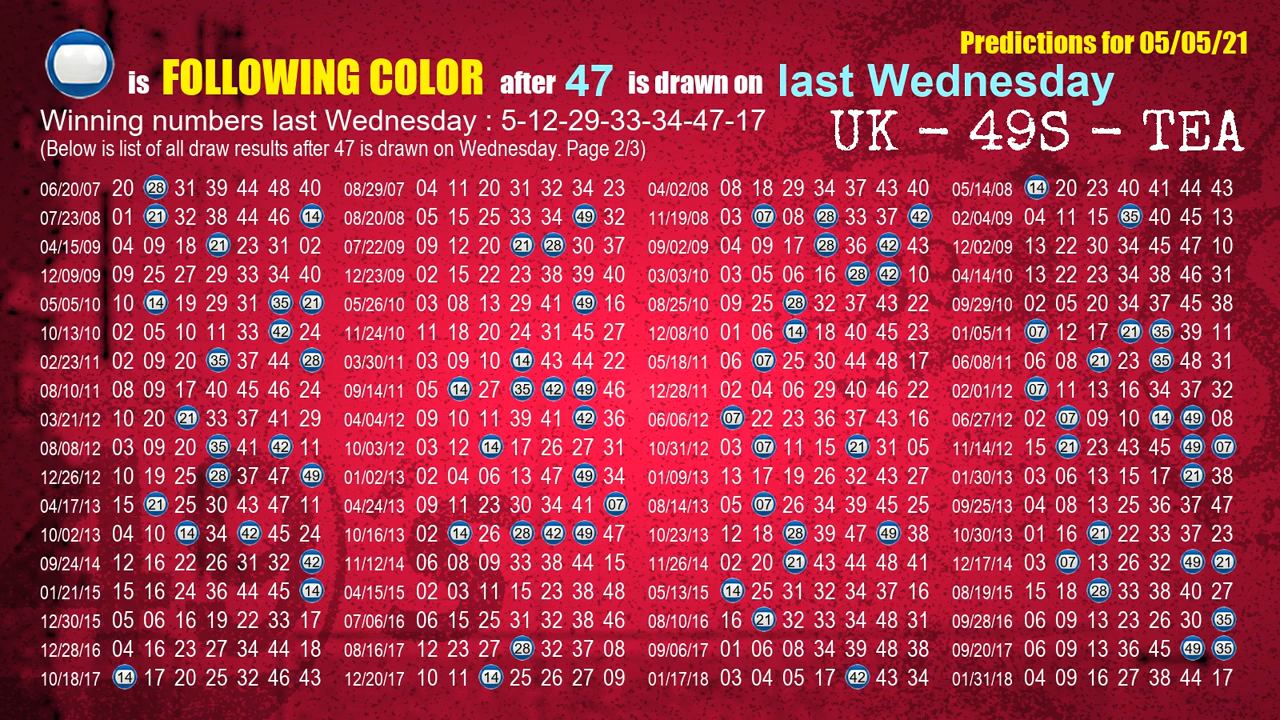 Predictions for 05/05/21
is FOLLOWING COLOR after 47 is drawn on last Wednesday
Winning numbers last Wednesday : 5-12-29-33-34-47-17
UK - 49S - TEA
(Below is list of all draw results after 47 is drawn on Wednesday. Page 2/3)
06/20/07 20 28 31 39 44 48 40 08/29/07 04 11 20 31 32 34 23 04/02/08 08 18 29 34 37 43 40 05/14/08 14 20 23 40 41 44 43
07/23/08 01 21 32 38 44 46 14 08/20/08 05 15 25 33 34 49 32 11/19/08 03 07 08 28 33 37 42 02/04/09 04 11 15 35 40 45 13
04/15/09 04 09 18 21 23 31 02 07/22/09 09 12 20 21 28 30 37 09/02/09 04 09 17 28 36 42 43 12/02/09 13 22 30 34 45 47 10
12/09/09 09 25 27 29 33 34 40 12/23/09 02 15 22 23 38 39 40 03/03/10 03 05 06 16 28 42 10 04/14/10 13 22 23 34 38 46 31
05/05/10 10 14 19 29 31 35 21 05/26/10 03 08 13 29 41 49 16 08/25/10 09 25 28 32 37 43 22 09/29/10 02 05 20 34 37 45 38
10/13/10 02 05 10 11 33 42 24 11/24/10 11 18 20 24 31 45 27 12/08/10 01 06 14 18 40 45 23 01/05/11 07 12 17 21 35 39 11
02/23/11 02 09 20 35 37 44 28 03/30/11 03 09 10 14 43 44 22 05/18/11 06 07 25 30 44 48 17 06/08/11 06 08 21 23 35 48 31
08/10/11 08 09 17 40 45 46 24 09/14/11 05 14 27 35 42 49 46 12/28/11 02 04 06 29 40 46 22 02/01/12 07 11 13 16 34 37 32
03/21/12 10 20 21 33 37 41 29 04/04/12 09 10 11 39 41 42 36 06/06/12 07 22 23 36 37 43 16 06/27/12 02 07 09 10 14 49 08
08/08/12 03 09 20 35 41 42 11 10/03/12 03 12 14 17 26 27 31 10/31/12 03 07 11 15 21 31 05 11/14/12 15 21 23 43 45 49 07
12/26/12 10 19 25 28 37 47 49 01/02/13 02 04 06 13 47 49 34 01/09/13 13 17 19 26 32 43 27 01/30/13 03 06 13 15 17 21 38
04/17/13 15 21 25 30 43 47 11 04/24/13 09 11 23 30 34 41 07 08/14/13 05 07 26 34 39 45 25 09/25/13 04 08 13 25 36 37 47
10/02/13 04 10 14 34 42 45 24 10/16/13 02 14 26 28 42 49 47 10/23/13 12 18 28 39 47 49 38 10/30/13 01 16 21 22 33 37 23
09/24/14 12 16 22 26 31 32 42 11/12/14 06 08 09 33 38 44 15 11/26/14 02 20 21 43 44 48 41 12/17/14 03 07 13 26 32 49 21
01/21/15 15 16 24 36 44 45 14 04/15/15 02 03 11 15 23 38 48 05/13/15 14 25 31 32 34 37 16 08/19/15 15 18 28 33 38 40 27
12/30/15 05 06 16 19 22 33 17 07/06/16 06 15 25 31 32 38 46 08/10/16 16 21 32 33 34 48 31 09/28/16 06 09 23 26 26 30 35
12/28/16 04 16 23 27 34 44 18 08/16/17 12 23 27 28 32 37 08 09/06/17 01 06 08 34 39 43 49 09/20/17 06 09 13 36 45 49 35
10/18/17 14 17 20 25 32 46 43 12/20/17 10 11 14 25 26 27 09 01/17/18 03 04 05 17 42 43 34 01/31/18 04 09 16 27 38 44 17